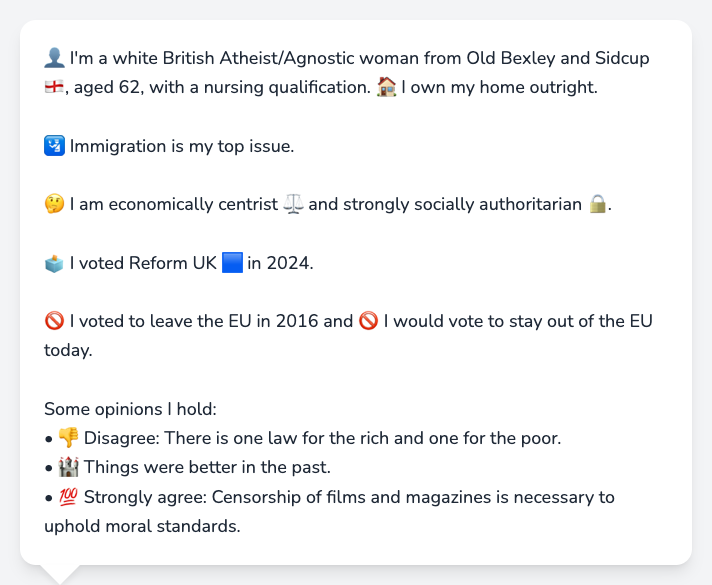 👤 I'm a white British Atheist/Agnostic woman from Old Bexley and Sidcup
🏴󠁧󠁢󠁥󠁮󠁧󠁿, aged 62, with a nursing qualification. 🏠 I own my home outright.
🛂 Immigration is my top issue.
🤔 I am economically centrist ⚖️ and strongly socially authoritarian 🔒.
🗳️ I voted Reform UK 🟦 in 2024.
🚫 I voted to leave the EU in 2016 and 🚫 I would vote to stay out of the EU
today.
Some opinions I hold:
• 👎 Disagree: There is one law for the rich and one for the poor.
• 🏰 Things were better in the past.
• 💯 Strongly agree: Censorship of films and magazines is necessary to
uphold moral standards.